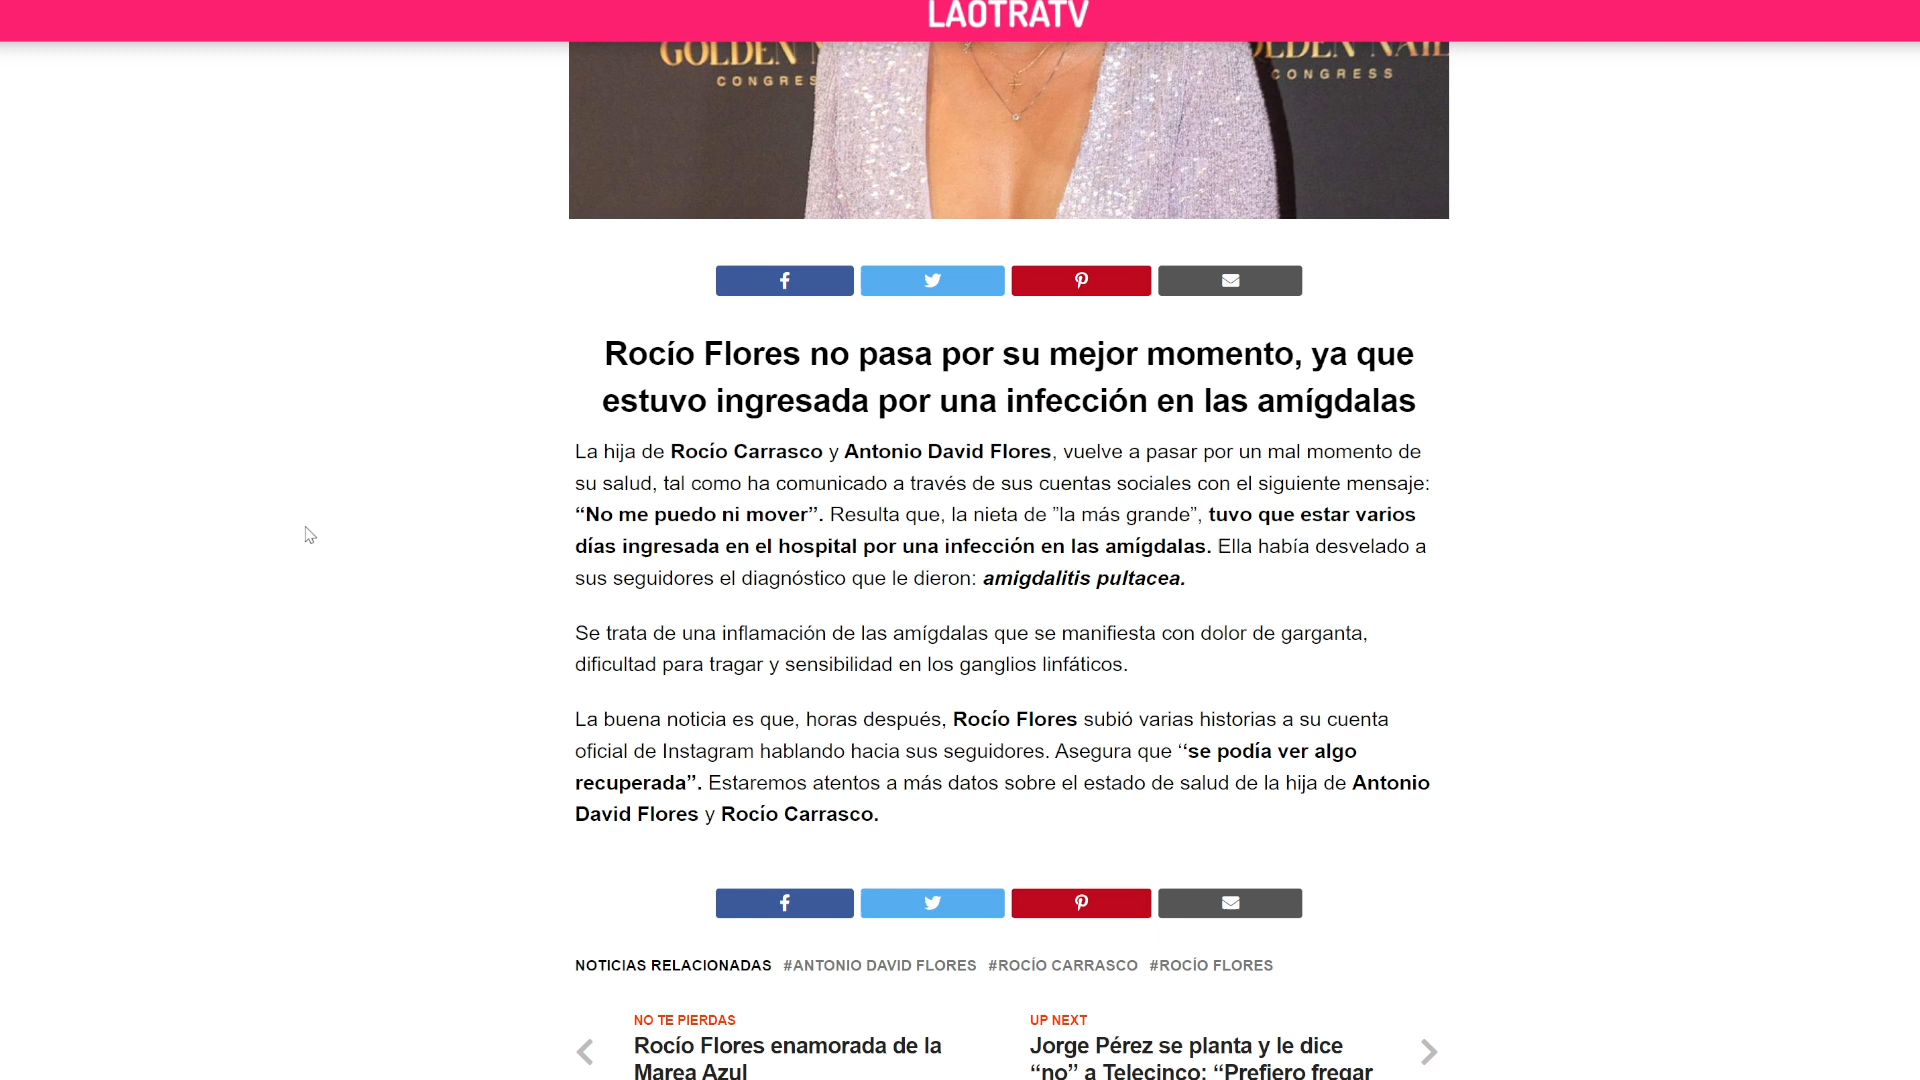 LAOTRATV
GOLDEN
CONGRESS
NAIL
CONGRESS
Rocío Flores no pasa por su mejor momento, ya que
estuvo ingresada por una infección en las amígdalas
La hija de Rocío Carrasco y Antonio David Flores, vuelve a pasar por un mal momento de
su salud, tal como ha comunicado a través de sus cuentas sociales con el siguiente mensaje:
“No me puedo ni mover”. Resulta que, la nieta de ”la más grande”, tuvo que estar varios
días ingresada en el hospital por una infección en las amígdalas. Ella había desvelado a
sus seguidores el diagnóstico que le dieron: amigdalitis pultacea.
Se trata de una inflamación de las amígdalas que se manifiesta con dolor de garganta,
dificultad para tragar y sensibilidad en los ganglios linfáticos.
La buena noticia es que, horas después, Rocío Flores subió varias historias a su cuenta
oficial de Instagram hablando hacia sus seguidores. Asegura que ‘‘se podía ver algo
recuperada”. Estaremos atentos a más datos sobre el estado de salud de la hija de Antonio
David Flores y Rocío Carrasco.
NOTICIAS RELACIONADAS #ANTONIO DAVID FLORES #ROCÍO CARRASCO #ROCÍO FLORES
NO TE PIERDAS
Rocío Flores enamorada de la
Marea Azul
UP NEXT
Jorge Pérez se planta y le dice
“no” a Telecinco: “Prefiero fregar